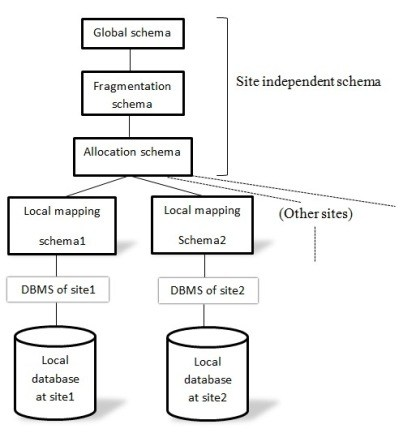 Global schema
Fragmentation
schema
Site independent schema
Allocation schema
Local mapping
schema1
Local mapping
Schema2
(Other sites)
DBMS of site1
DBMS of site2
Local
database
at site1
Local
database
at site2